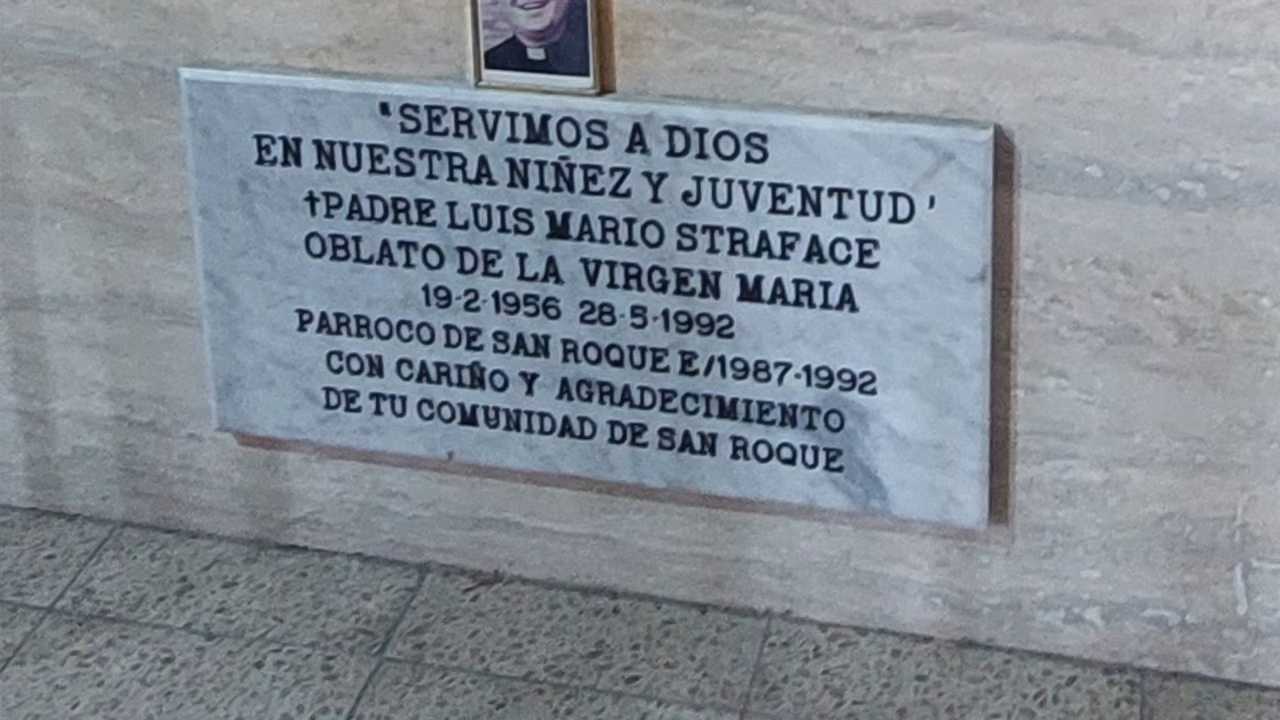 "SERVIMOS A DIOS
EN NUESTRA NIÑEZ Y JUVENTUD'
†PADRE LUIS MARIO STRAFACE
OBLATO DE LA VIRGEN MARIA
19-2-1956 28-5-1992
PARROCO DE SAN ROQUE E/1987-1992
CON CARIÑO Y AGRADECIMIENTO
DE TU COMUNIDAD DE SAN ROQUE